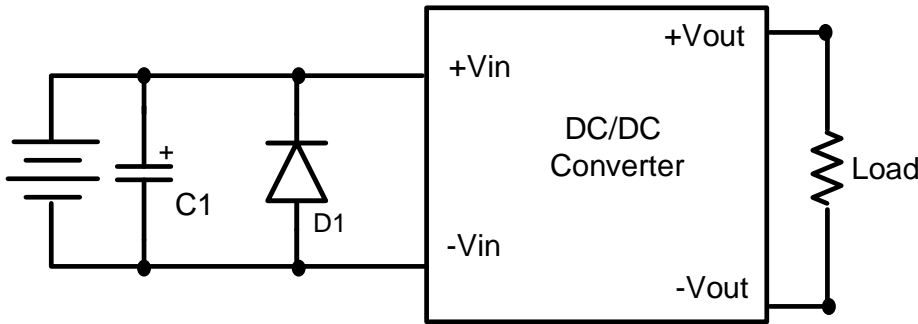 +Vout
+Vin
DC/DC
Converter
+
C1
D1
Load
-Vin
-Vout